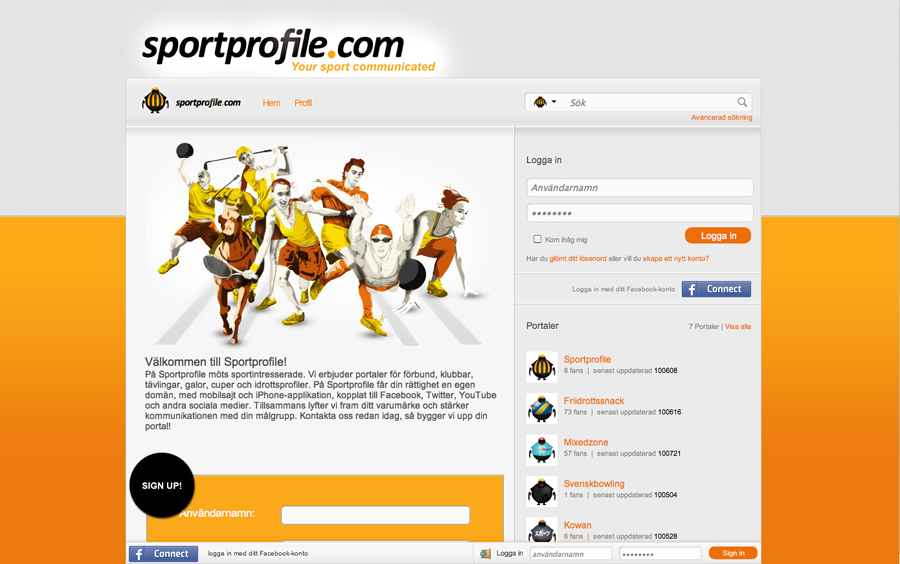 sportprofile.com
Your sport communicated
sportprofile.com Hem Profil Sök
Avancerad sökning
Logga in
Användarnamn
Kom ihåg mig Logga in
Har du glömt ditt lösenord eller vill du skapa ett nytt konto?
Logga in med ditt Facebook-konto f Connect
Portaler 7 Portaler | Visa alla
Sportprofile
8 fans | senast uppdaterad 100608
Friidrottssnack
73 fans | senast uppdaterad 100616
Mixedzone
57 fans | senast uppdaterad 100721
Svenskbowling
1 fans | senast uppdaterad 100504
Kowan
6 fans | senast uppdaterad 100528
スポーツ
Välkommen till Sportprofile!
På Sportprofile möts sportintresserade. Vi erbjuder portaler för förbund, klubbar,
tävlingar, galor, cuper och idrottsprofiler. På Sportprofile får din rättighet en egen
domän, med mobilsajt och iPhone-applikation, kopplat till Facebook, Twitter, YouTube
och andra sociala medier. Tillsammans lyfter vi fram ditt varumärke och stärker
kommunikationen med din målgrupp. Kontakta oss redan idag, så bygger vi upp din
portal!
SIGN UP!
Användarnamn:
f Connect logga in med ditt Facebook-konto Logga in användarnamn Sign in